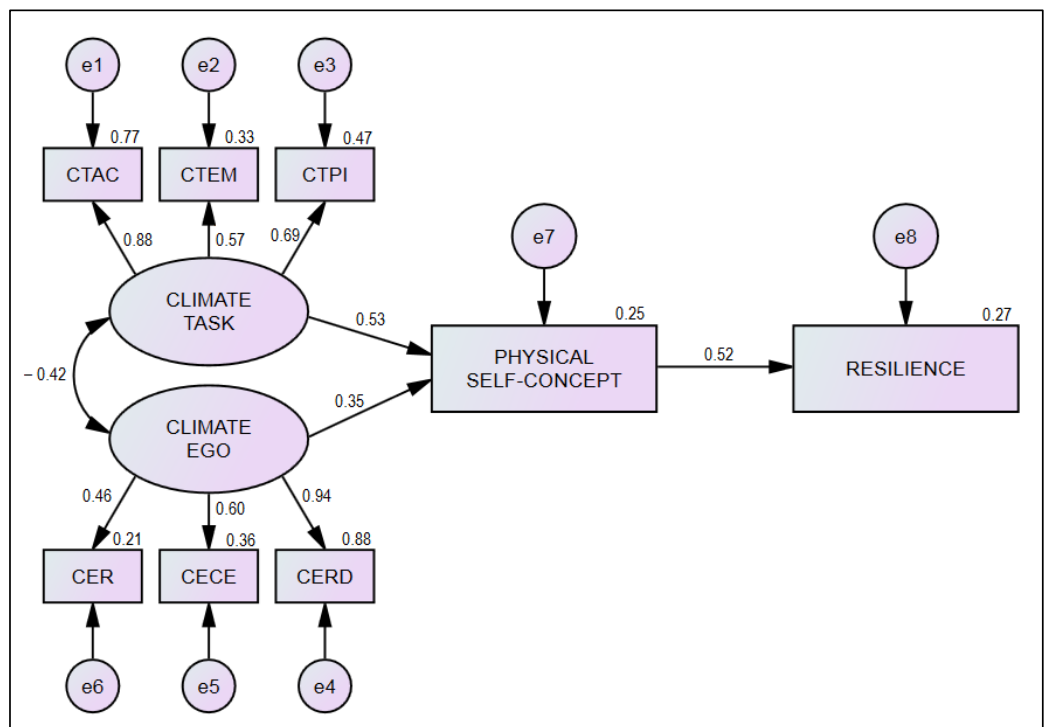 e1
e2
e3
0.77
0.33
0.47
CTAC
CTEM
CTPI
0.88
0.57
0.69
CLIMATE
TASK
– 0.42
CLIMATE
EGO
0.53
0.35
e7
0.25
PHYSICAL
SELF-CONCEPT
0.52
e8
0.27
RESILIENCE
0.46
0.60
0.94
0.21
0.36
0.88
CER
CECE
CERD
e6
e5
e4